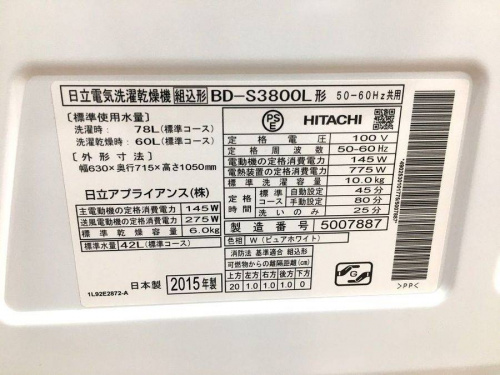 日立電気洗濯乾燥機 組込形 BD-S3800L形 50-60Hz共用
［標準使用水量］
洗濯時： 78L(標準コース)
洗濯乾燥時： 60L(標準コース)
［外形寸法］
幅630×奥行715×高さ1050mm
日立アプライアンス(株)
主電動機の定格消費電力 145W
送風電動機の定格消費電力 275W
標準乾燥容量 6.0kg
標準水量42L(標準コース)
日本製 2015年製
1L92E2872-A
PS
E
HITACHI
定格電圧 100V
定格周波数 50-60Hz
電動機の定格消費電力 145W
電熱装置の定格消費電力 775W
標準洗濯容量 10.0kg
定格時間 標準コース 自動設定 45分
手動設定 80分
洗いのみ 25分
製造番号 5007887
色相 W(ピュアホワイト)
消防法 基準適合 組込形
可燃物からの離隔距離(cm)
上方 左方 右方 前方 後方 下方
20 1.0 1.0 0 1.0 0
G
>PP<